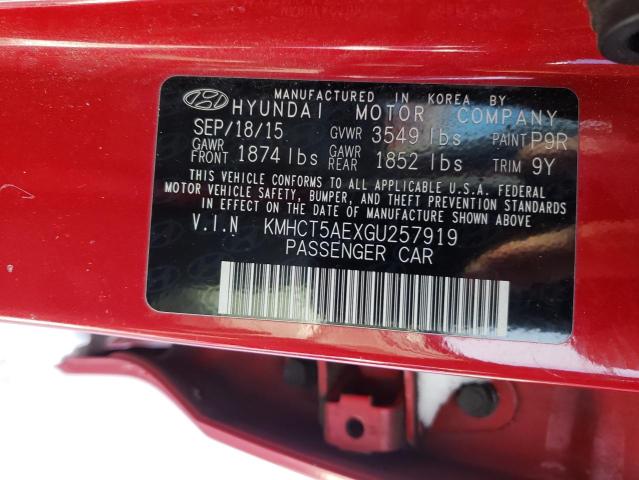 MANUFACTURED IN KOREA BY
HYUNDAI MOTOR COMPANY
SEP/18/15 GVWR 3549 lbs PAINT P9R
GAWR FRONT 1874 lbs GAWR REAR 1852 lbs TRIM 9Y
THIS VEHICLE CONFORMS TO ALL APPLICABLE U.S.A. FEDERAL
MOTOR VEHICLE SAFETY, BUMPER, AND THEFT PREVENTION STANDARDS
IN EFFECT ON THE DATE OF MANUFACTURE SHOWN ABOVE.
V.I.N KMHCT5AEXGU257919
PASSENGER CAR